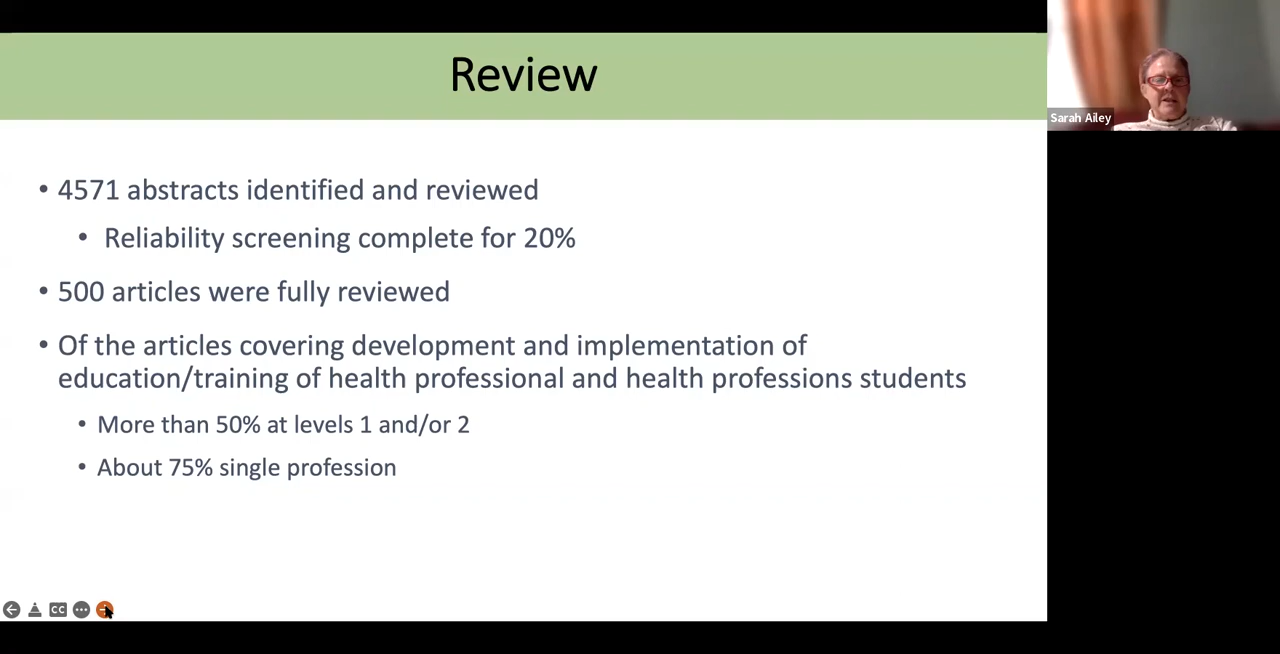 Review
• 4571 abstracts identified and reviewed
• Reliability screening complete for 20%
• 500 articles were fully reviewed
• Of the articles covering development and implementation of
education/training of health professional and health professions students
• More than 50% at levels 1 and/or 2
• About 75% single profession
Sarah Ailey
CC